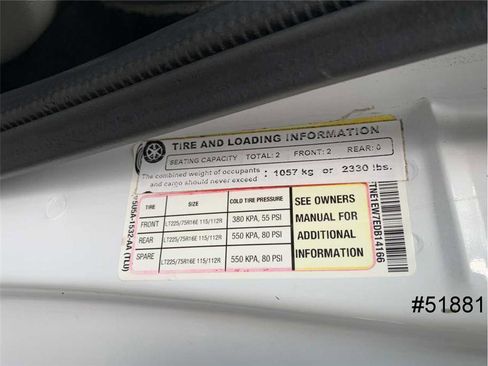 TIRE AND LOADING INFORMATION
SEATING CAPACITY TOTAL: 2 FRONT: 2 REAR: 0
The combined weight of occupants
and cargo should never exceed : 1057 kg or 2330 lbs.
TIRE SIZE COLD TIRE PRESSURE
FRONT LT225/75R16E 115/112R 380 KPA, 55 PSI
REAR LT225/75R16E 115/112R 550 KPA, 80 PSI
SPARE LT225/75R16E 115/112R 550 KPA, 80 PSI
SEE OWNERS
MANUAL FOR
ADDITIONAL
INFORMATION
#51881